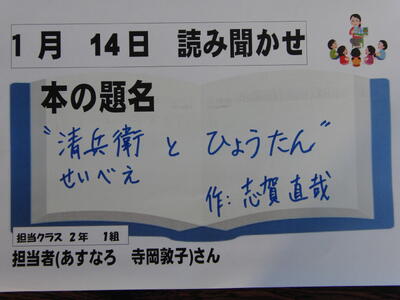 1月 14日 読み聞かせ
本の題名
"清兵衛 と ひょうたん"
せいべえ
作: 志賀 直哉
担当クラス 2年 1組
担当者(あすなろ 寺岡敦子)さん